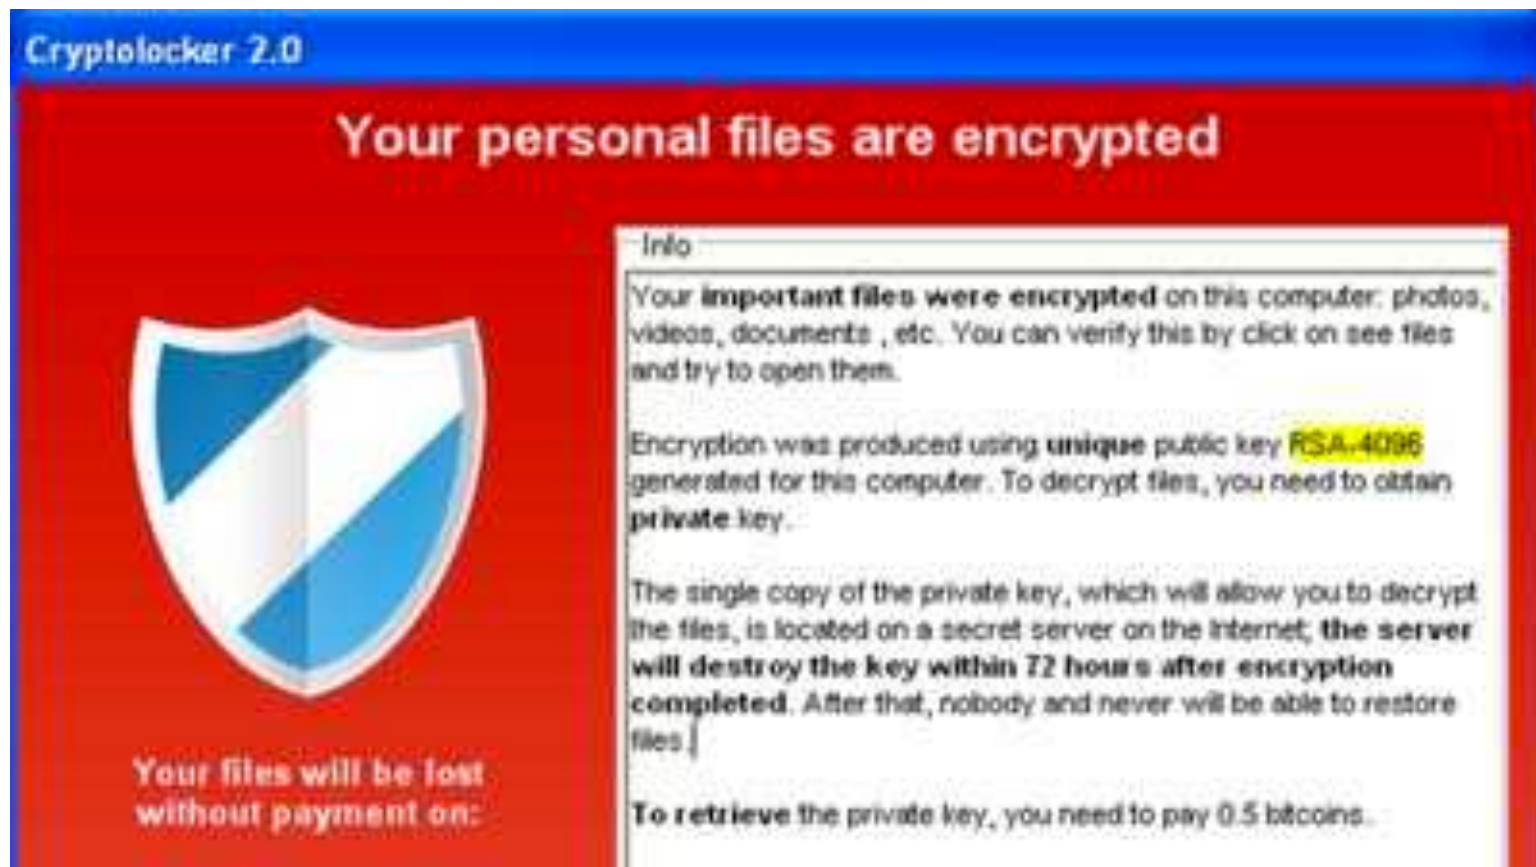 Cryptolocker 2.0
Your personal files are encrypted
Info
Your important files were encrypted on this computer: photos,
videos, documents , etc. You can verify this by click on see files
and try to open them.
Encryption was produced using unique public key RSA-4096
generated for this computer. To decrypt files, you need to obtain
private key.
The single copy of the private key, which will allow you to decrypt
the files, is located on a secret server on the Internet; the server
will destroy the key within 72 hours after encryption
completed. After that, nobody and never will be able to restore
files.
To retrieve the private key, you need to pay 0.5 bitcoins.
Your files will be lost
without payment on: